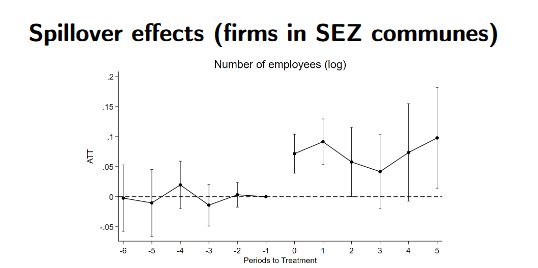 Spillover effects (firms in SEZ communes)
Number of employees (log)
.2
.15
.1
.05
0
-.05
ATT
-6 -5 -4 -3 -2 -1 0 1 2 3 4 5
Periods to Treatment